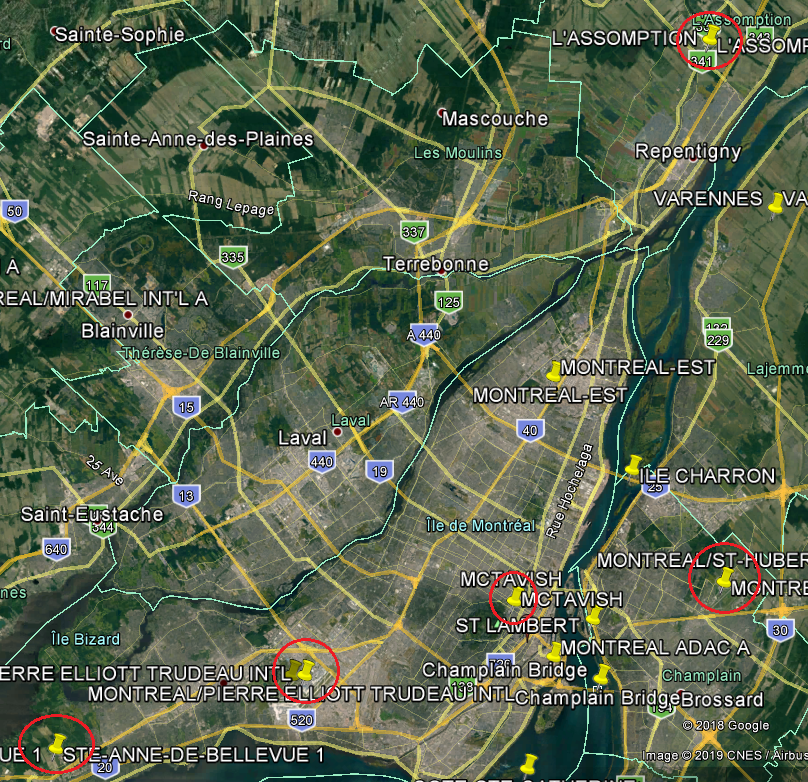 L'Assomption
Sainte-Sophie
L'ASSOMPTION
L'ASSOMP
341
Mascouche
Sainte-Anne-des-Plaines
Les Moulins
Repentigny
Rang Lepage
VARENNES
VA
50
337
335
Terrebonne
A
117
125
REAL/MIRABEL INT'L A
Blainville
A 440
229
Thérèse-De Blainville
MONTREAL-EST
Lajemme
MONTREAL-EST
AR 440
15
Laval
Laval
40
440
19
25 Ave
Rue Hochelaga
ILE CHARRON
25
13
Saint-Eustache
344
Île de Montréal
640
MONTREAL/ST-HUBER
MCTAVISH
MONTRE
nes
MCTAVISH
ST LAMBERT
30
Île Bizard
MONTREAL ADAC A
ERRE ELLIOTT TRUDEAU INTL
Champlain Bridge
Champlain
MONTREAL/PIERRE ELLIOTT TRUDEAU INTL
Champlain Bridge
Brossard
520
© 2018 Google
UE 1
STE-ANNE-DE-BELLEVUE 1
20
Image © 2019 CNES / Airbus